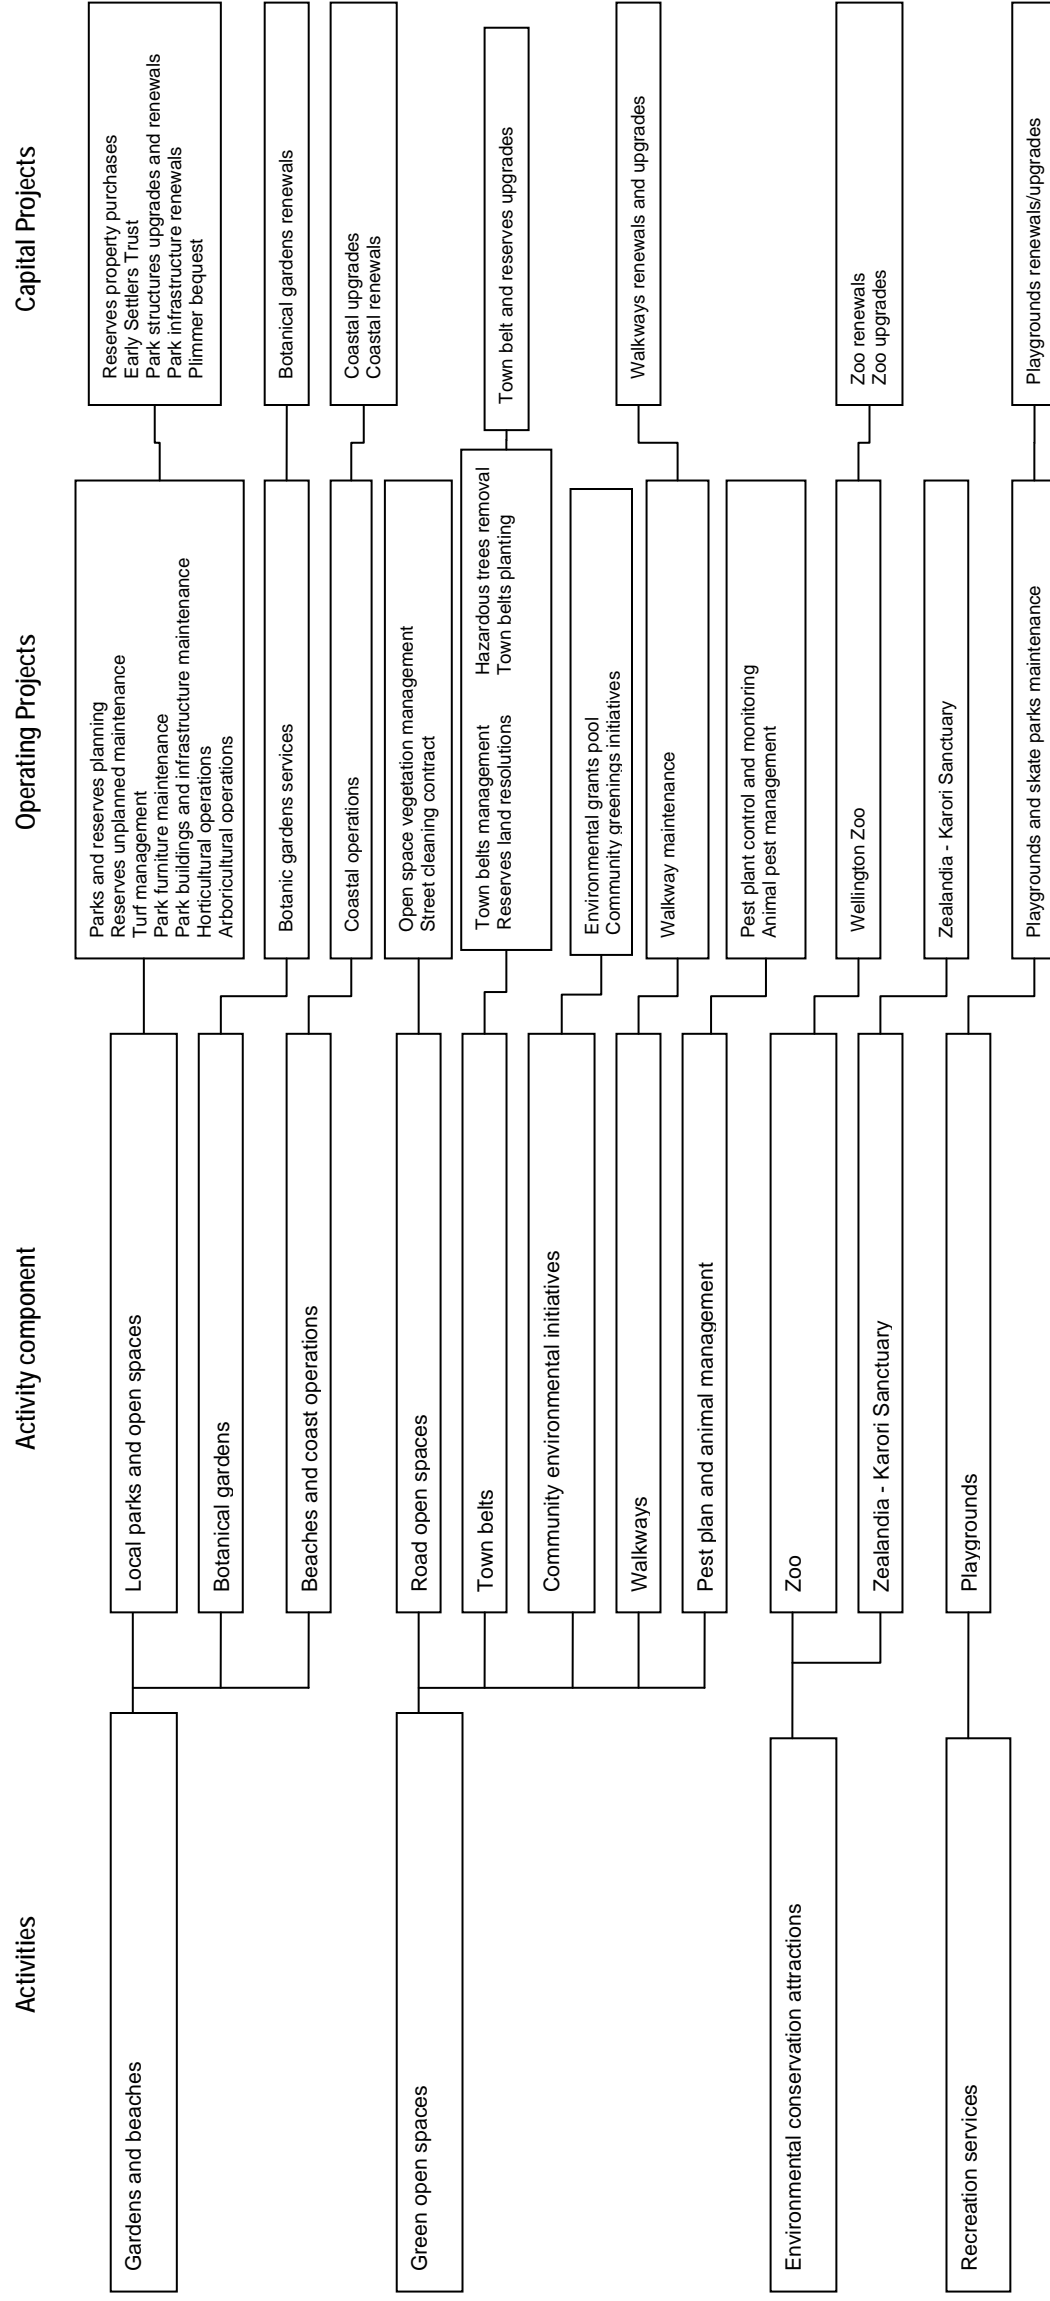 Activities
Activity component
Operating Projects
Capital Projects
Gardens and beaches
Local parks and open spaces
Parks and reserves planning
Reserves unplanned maintenance
Turf management
Park furniture maintenance
Park buildings and infrastructure maintenance
Horticultural operations
Arboricultural operations
Reserves property purchases
Early Settlers Trust
Park structures upgrades and renewals
Park infrastructure renewals
Plimmer bequest
Botanical gardens
Botanic gardens services
Botanical gardens renewals
Beaches and coast operations
Coastal operations
Coastal upgrades
Coastal renewals
Green open spaces
Road open spaces
Open space vegetation management
Street cleaning contract
Town belts
Town belts management
Reserves land and resolutions
Hazardous trees removal
Town belts planting
Town belt and reserves upgrades
Community environmental initiatives
Environmental grants pool
Community greenings initiatives
Walkways
Walkway maintenance
Walkways renewals and upgrades
Pest plan and animal management
Pest plant control and monitoring
Animal pest management
Environmental conservation attractions
Zoo
Wellington Zoo
Zoo renewals
Zoo upgrades
Zealandia - Karori Sanctuary
Zealandia - Karori Sanctuary
Recreation services
Playgrounds
Playgrounds and skate parks maintenance
Playgrounds renewals/upgrades